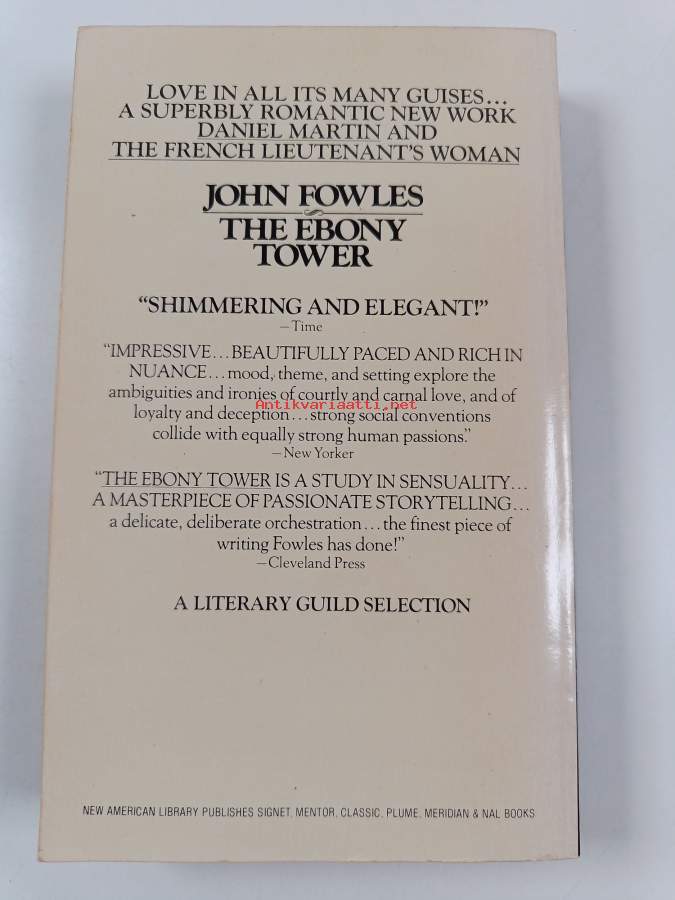 LOVE IN ALL ITS MANY GUISES...
A SUPERBLY ROMANTIC NEW WORK
DANIEL MARTIN AND
THE FRENCH LIEUTENANT'S WOMAN
JOHN FOWLES
THE EBONY
TOWER
“SHIMMERING AND ELEGANT!”
—Time
“IMPRESSIVE...BEAUTIFULLY PACED AND RICH IN
NUANCE...mood, theme, and setting explore the
ambiguities and ironies of courtly and carnal love, and of
Antikvariaatti.net
loyalty and deception...strong social conventions
collide with equally strong human passions.”
—New Yorker
“THE EBONY TOWER IS A STUDY IN SENSUALITY...
A MASTERPIECE OF PASSIONATE STORYTELLING...
a delicate, deliberate orchestration...the finest piece of
writing Fowles has done!”
—Cleveland Press
A LITERARY GUILD SELECTION
NEW AMERICAN LIBRARY PUBLISHES SIGNET, MENTOR, CLASSIC, PLUME, MERIDIAN & NAL BOOKS